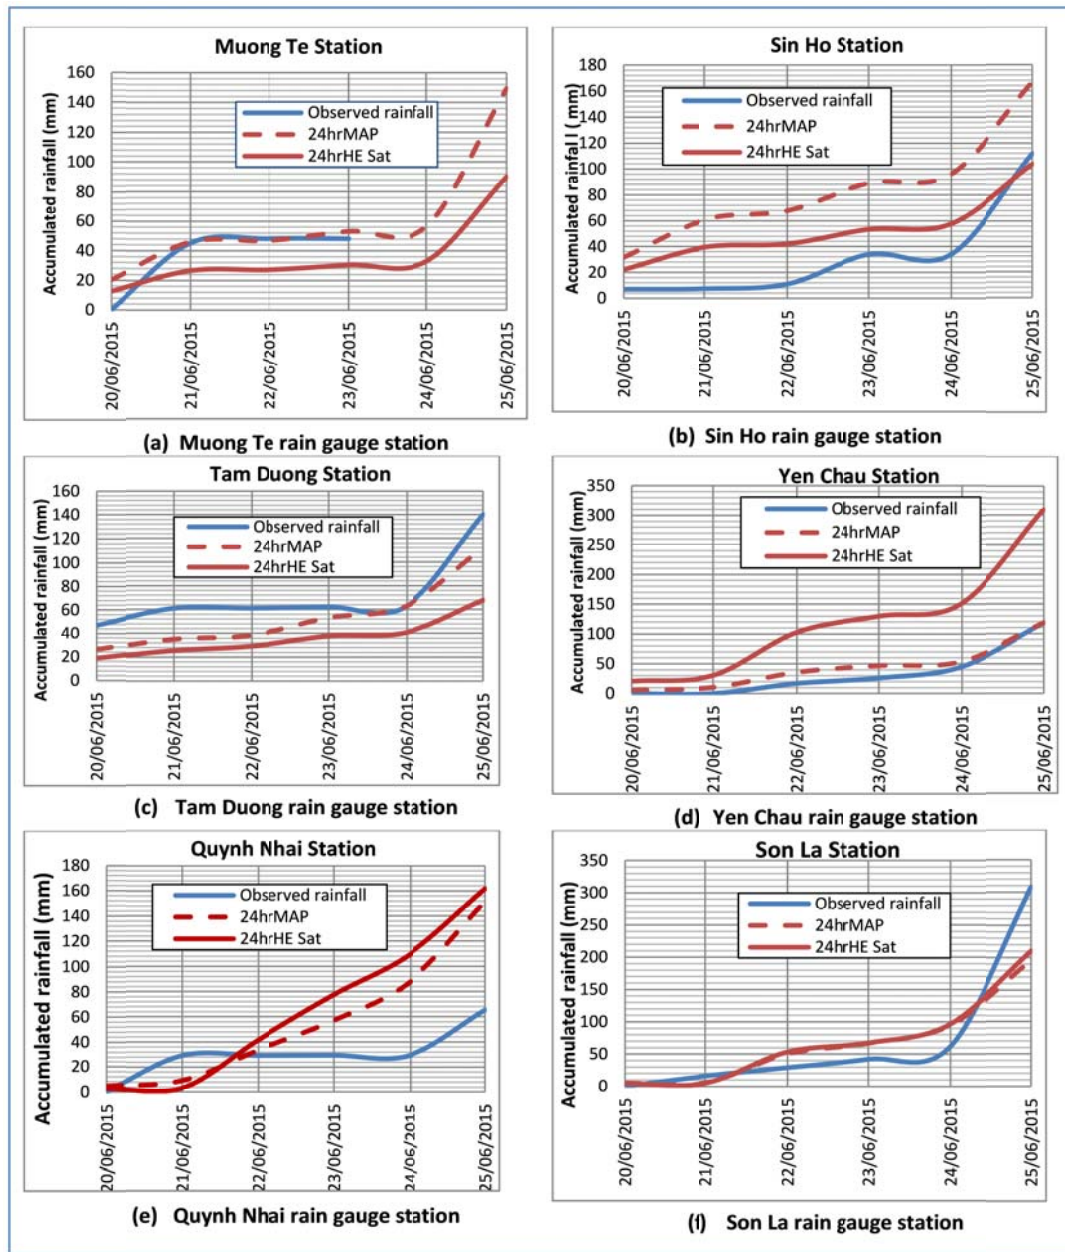 Muong Te Station
Accumulated rainfall (mm)
160
140
120
100
80
60
40
20
0
Observed rainfall
24hrMAP
24hrHE Sat
20/06/2015
21/06/2015
22/06/2015
23/06/2015
24/06/2015
25/06/2015
(a) Muong Te rain gauge station
Sin Ho Station
Accumulated rainfall (mm)
180
160
140
120
100
80
60
40
20
0
Observed rainfall
24hrMAP
24hrHE Sat
20/06/2015
21/06/2015
22/06/2015
23/06/2015
24/06/2015
25/06/2015
(b) Sin Ho rain gauge station
Tam Duong Station
Accumulated rainfall (mm)
160
140
120
100
80
60
40
20
0
Observed rainfall
24hrMAP
24hrHE Sat
20/06/2015
21/06/2015
22/06/2015
23/06/2015
24/06/2015
25/06/2015
(c) Tam Duong rain gauge station
Yen Chau Station
Accumulated rainfall (mm)
350
300
250
200
150
100
50
0
Observed rainfall
24hrMAP
24hrHE Sat
20/06/2015
21/06/2015
22/06/2015
23/06/2015
24/06/2015
25/06/2015
(d) Yen Chau rain gauge station
Quynh Nhai Station
Accumulated rainfall (mm)
180
160
140
120
100
80
60
40
20
0
Observed rainfall
24hrMAP
24hrHE Sat
20/06/2015
21/06/2015
22/06/2015
23/06/2015
24/06/2015
25/06/2015
(e) Quynh Nhai rain gauge station
Son La Station
Accumulated rainfall (mm)
350
300
250
200
150
100
50
0
Observed rainfall
24hrMAP
24hrHE Sat
20/06/2015
21/06/2015
22/06/2015
23/06/2015
24/06/2015
25/06/2015
(f) Son La rain gauge station